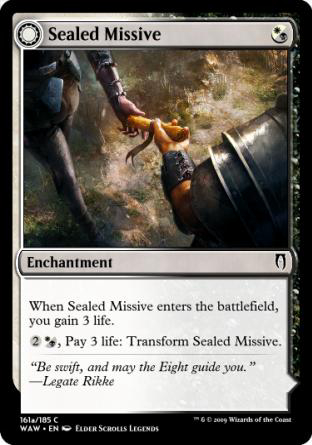 Sealed Missive
Enchantment
When Sealed Missive enters the battlefield,
you gain 3 life.
2 , Pay 3 life: Transform Sealed Missive.
"Be swift, and may the Eight guide you."
—Legate Rikke
161a/185 C
WAW • EN Elder Scrolls Legends
™ & © 2019 Wizards of the Coast